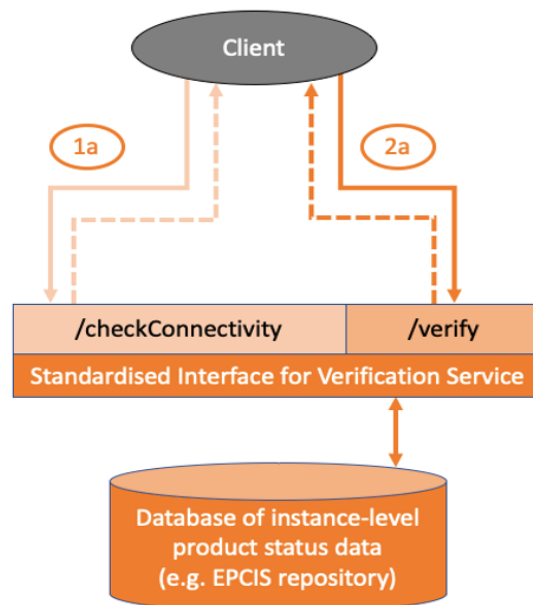 Client
1a
2a
/checkConnectivity
/verify
Standardised Interface for Verification Service
Database of instance-level
product status data
(e.g. EPCIS repository)